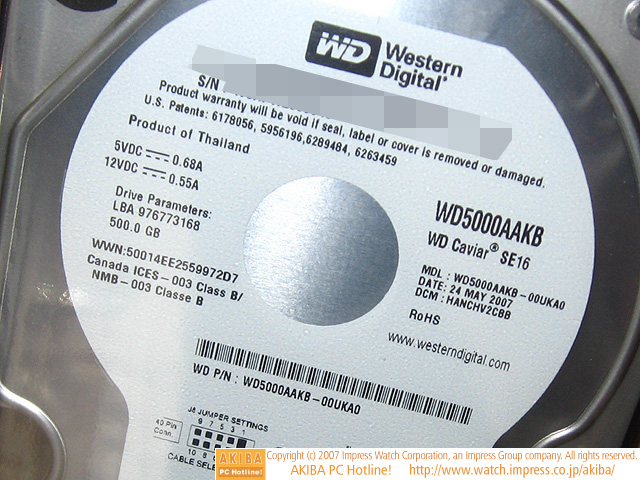 WD Western Digital®
S/N
Product warranty will be void if seal, label or cover is removed or damaged.
U.S. Patents: 6178056, 5956196,6289484, 6263459
Product of Thailand
5VDC 0.68A
12VDC 0.55A
Drive Parameters:
LBA 976773168
500.0 GB
WWN:50014EE2559972D7
Canada ICES-003 Class B/
NMB-003 Classe B
WD5000AAKB
WD Caviar® SE16
MDL : WD5000AAKB-00UKA0
DATE: 24 MAY 2007
DCM : HANCHV2CBB
RoHS
www.westerndigital.com
WD P/N : WD5000AAKB-00UKA0
J8 JUMPER SETTINGS
9 7 5 3 1
40 Pin
Conn.
10 8
CABLE SELE
AKIBA
PC Hotline!
Copyright (c) 2007 Impress Watch Corporation, an Impress Group company. All rights reserved.
AKIBA PC Hotline! http://www.watch.impress.co.jp/akiba/